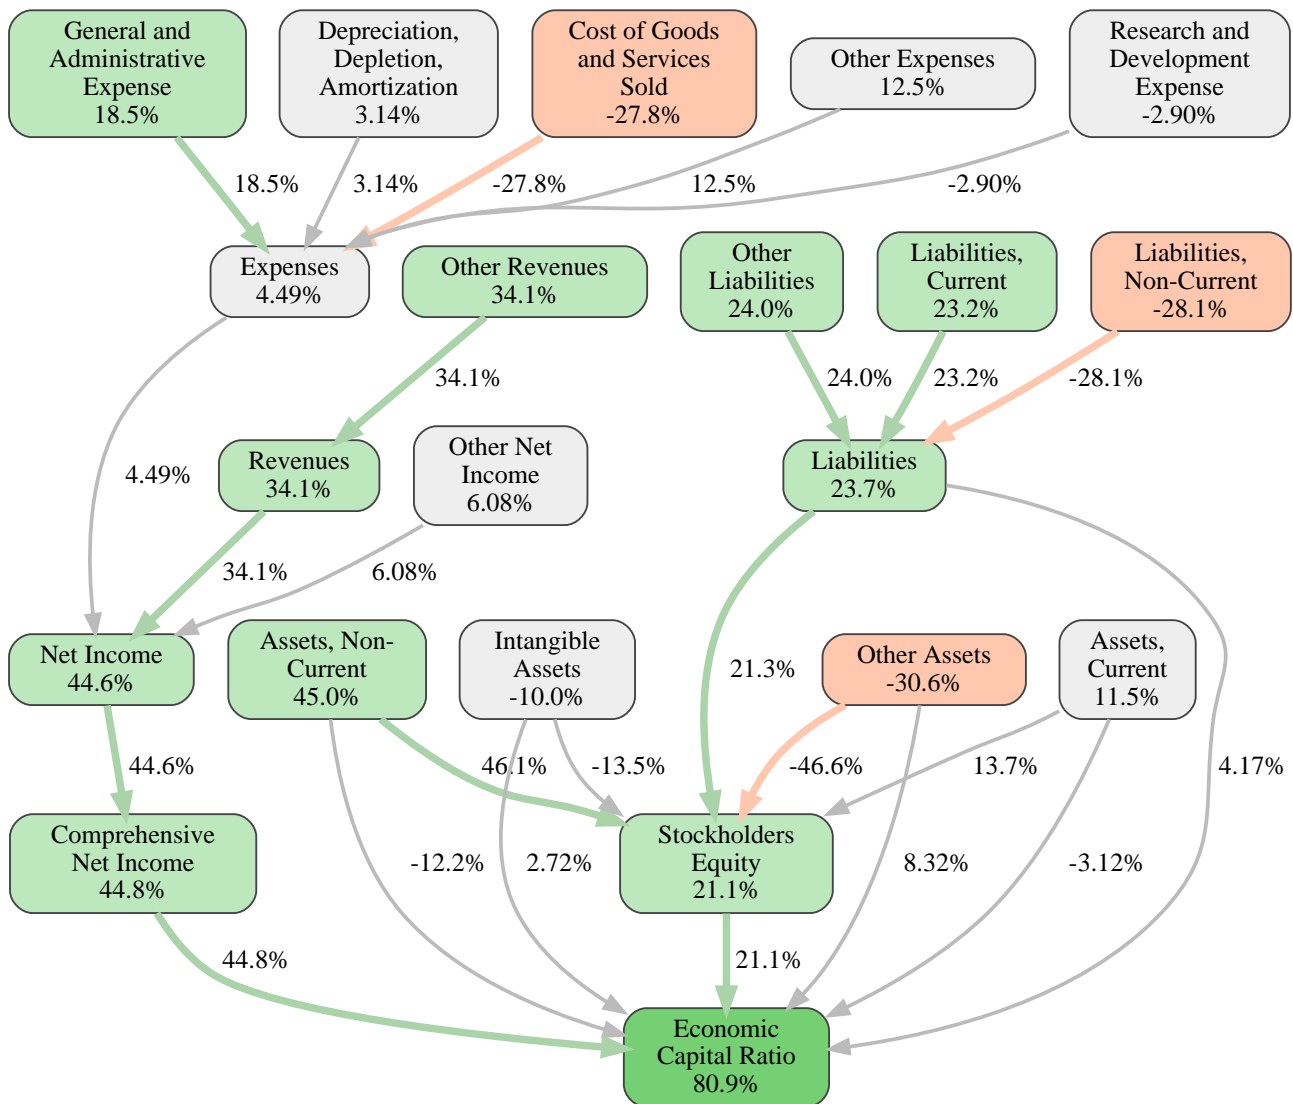 General and
Administrative
Expense
18.5%
Depreciation,
Depletion,
Amortization
3.14%
Cost of Goods
and Services
Sold
-27.8%
Other Expenses
12.5%
Research and
Development
Expense
-2.90%
18.5%
3.14%
-27.8%
12.5%
-2.90%
Expenses
4.49%
Other Revenues
34.1%
Other
Liabilities
24.0%
Liabilities,
Current
23.2%
Liabilities,
Non-Current
-28.1%
34.1%
24.0%
23.2%
-28.1%
4.49%
Revenues
34.1%
Other Net
Income
6.08%
Liabilities
23.7%
34.1%
6.08%
Net Income
44.6%
Assets, Non-
Current
45.0%
Intangible
Assets
-10.0%
21.3%
Other Assets
-30.6%
Assets,
Current
11.5%
44.6%
46.1%
-13.5%
-46.6%
13.7%
4.17%
Comprehensive
Net Income
44.8%
-12.2%
2.72%
Stockholders
Equity
21.1%
8.32%
-3.12%
44.8%
21.1%
Economic
Capital Ratio
80.9%